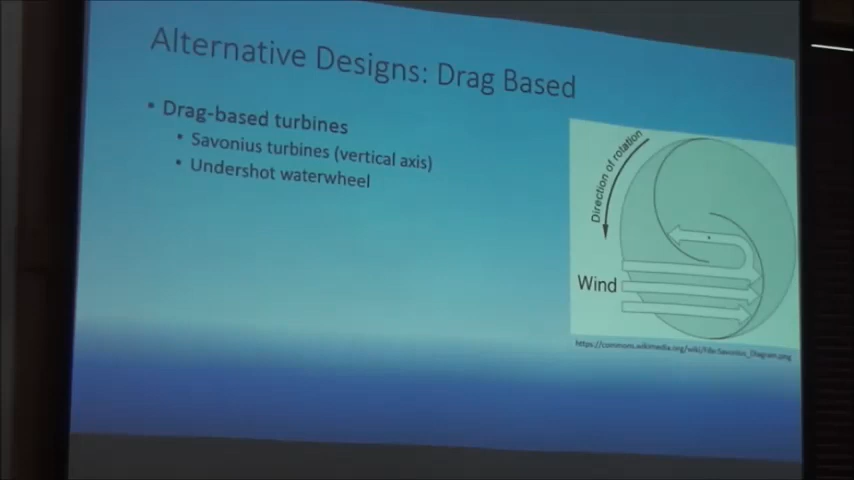 Alternative Designs: Drag Based
• Drag-based turbines
• Savonius turbines (vertical axis)
• Undershot waterwheel
Direction of rotation
Wind
https://commons.wikimedia.org/wiki/File:Savonius_Diagram.png